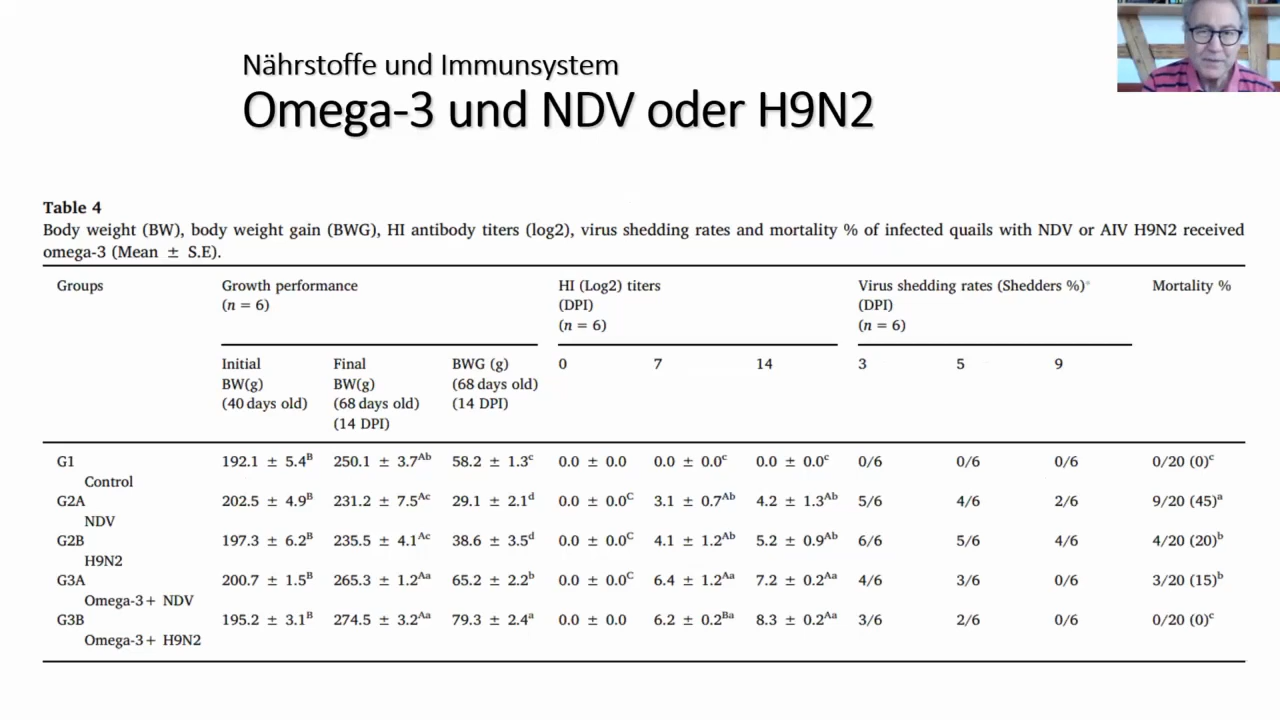 Nährstoffe und Immunsystem
Omega-3 und NDV oder H9N2
Table 4
Body weight (BW), body weight gain (BWG), HI antibody titers (log2), virus shedding rates and mortality % of infected quails with NDV or AIV H9N2 received
omega-3 (Mean ± S.E).
Groups Growth performance HI (Log2) titers Virus shedding rates (Shedders %)* Mortality %
(n = 6) (DPI) (DPI)
(n = 6) (n = 6)
Initial Final BWG (g) 0 7 14 3 5 9
BW(g) BW(g) (68 days old)
(40 days old) (68 days old) (14 DPI)
(14 DPI)
G1 192.1 ± 5.4B 250.1 ± 3.7Ab 58.2 ± 1.3c 0.0 ± 0.0 0.0 ± 0.0c 0.0 ± 0.0c 0/6 0/6 0/6 0/20 (0)c
Control
G2A 202.5 ± 4.9B 231.2 ± 7.5Ac 29.1 ± 2.1d 0.0 ± 0.0C 3.1 ± 0.7Ab 4.2 ± 1.3Ab 5/6 4/6 2/6 9/20 (45)a
NDV
G2B 197.3 ± 6.2B 235.5 ± 4.1Ac 38.6 ± 3.5d 0.0 ± 0.0C 4.1 ± 1.2Ab 5.2 ± 0.9Ab 6/6 5/6 4/6 4/20 (20)b
H9N2
G3A 200.7 ± 1.5B 265.3 ± 1.2Aa 65.2 ± 2.2b 0.0 ± 0.0C 6.4 ± 1.2Aa 7.2 ± 0.2Aa 4/6 3/6 0/6 3/20 (15)b
Omega-3+ NDV
G3B 195.2 ± 3.1B 274.5 ± 3.2Aa 79.3 ± 2.4a 0.0 ± 0.0 6.2 ± 0.2Ba 8.3 ± 0.2Aa 3/6 2/6 0/6 0/20 (0)c
Omega-3+ H9N2